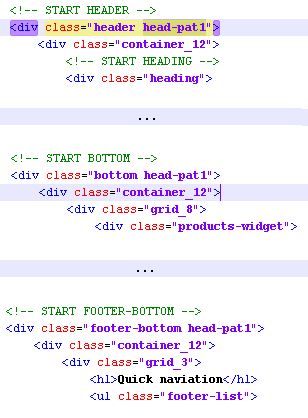 <!-- START HEADER -->
<div class="header head-pat1">
<div class="container_12">
<!-- START HEADING -->
<div class="heading">
...
<!-- START BOTTOM -->
<div class="bottom head-pat1">
<div class="container_12">
<div class="grid_8">
<div class="products-widget">
...
<!-- START FOOTER-BOTTOM -->
<div class="footer-bottom head-pat1">
<div class="container_12">
<div class="grid_3">
<h1>Quick naviation</h1>
<ul class="footer-list">